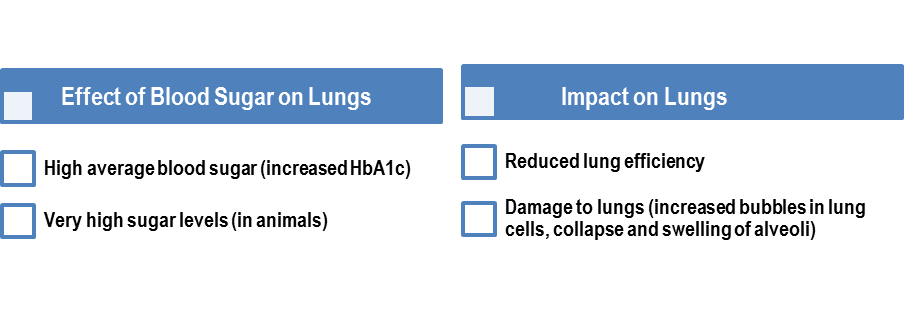 Effect of Blood Sugar on Lungs
High average blood sugar (increased HbA1c)
Very high sugar levels (in animals)
Impact on Lungs
Reduced lung efficiency
Damage to lungs (increased bubbles in lung
cells, collapse and swelling of alveoli)